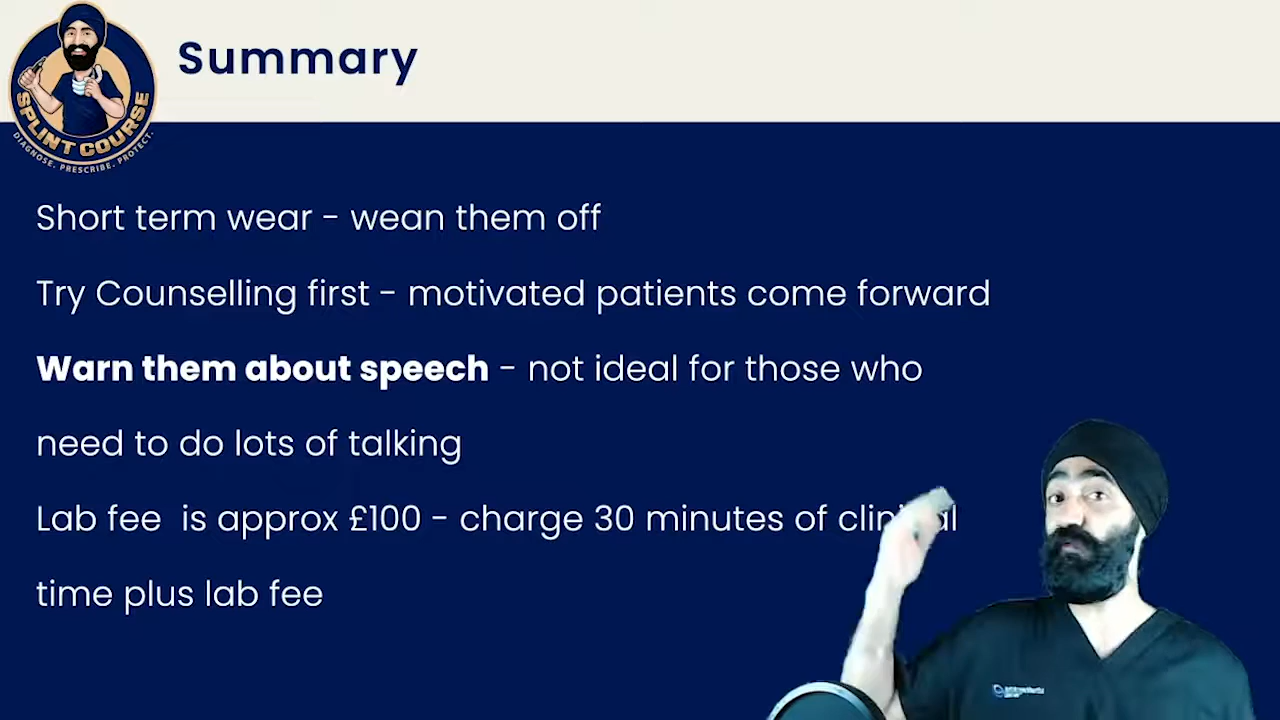 Summary
SPLINT COURSE
DIAGNOSE. PRESCRIBE. PROTECT.
Short term wear - wean them off
Try Counselling first - motivated patients come forward
Warn them about speech - not ideal for those who
need to do lots of talking
Lab fee is approx £100 - charge 30 minutes of clinical
time plus lab fee